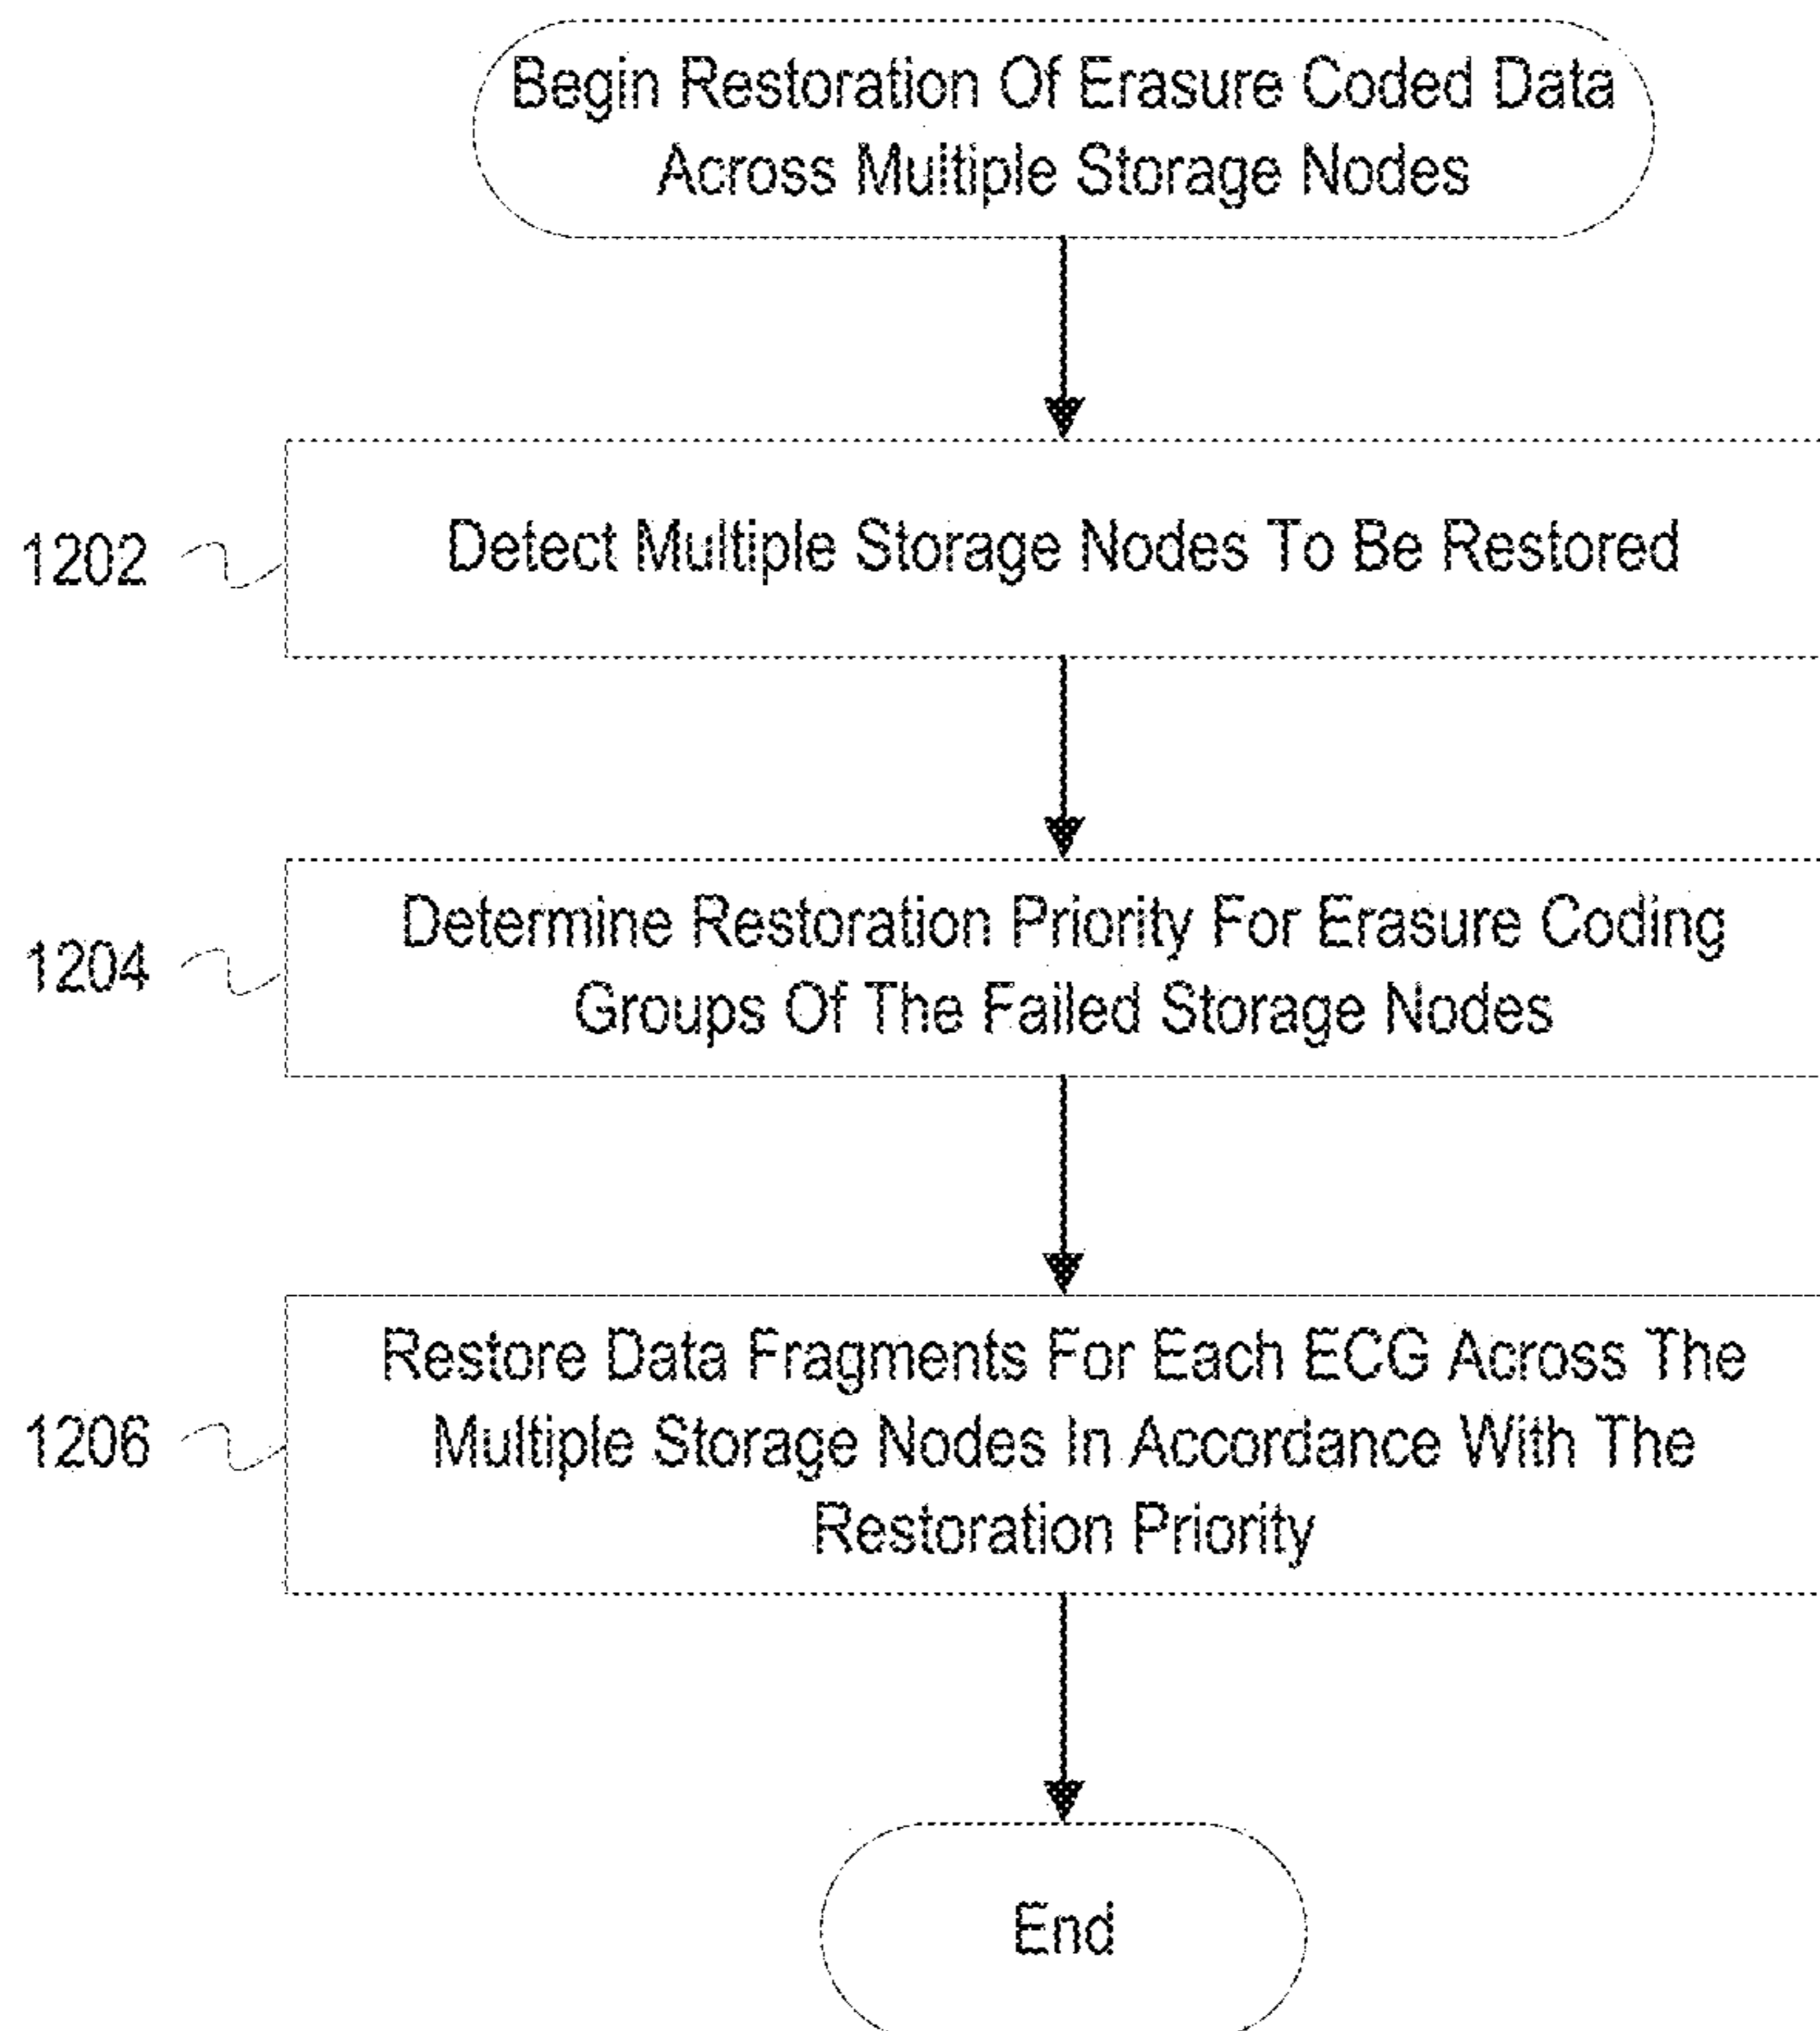 Begin Restoration Of Erasure Coded Data
Across Multiple Storage Nodes
1202
Detect Multiple Storage Nodes To Be Restored
1204
Determine Restoration Priority For Erasure Coding
Groups Of The Failed Storage Nodes
1206
Restore Data Fragments For Each ECG Across The
Multiple Storage Nodes In Accordance With The
Restoration Priority
End